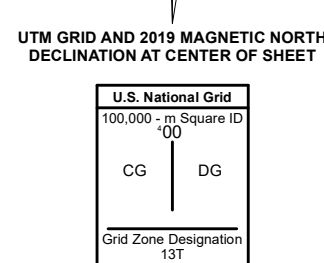 UTM GRID AND 2019 MAGNETIC NORTH
DECLINATION AT CENTER OF SHEET
U.S. National Grid
100,000 - m Square ID
⁴00
CG DG
Grid Zone Designation
13T